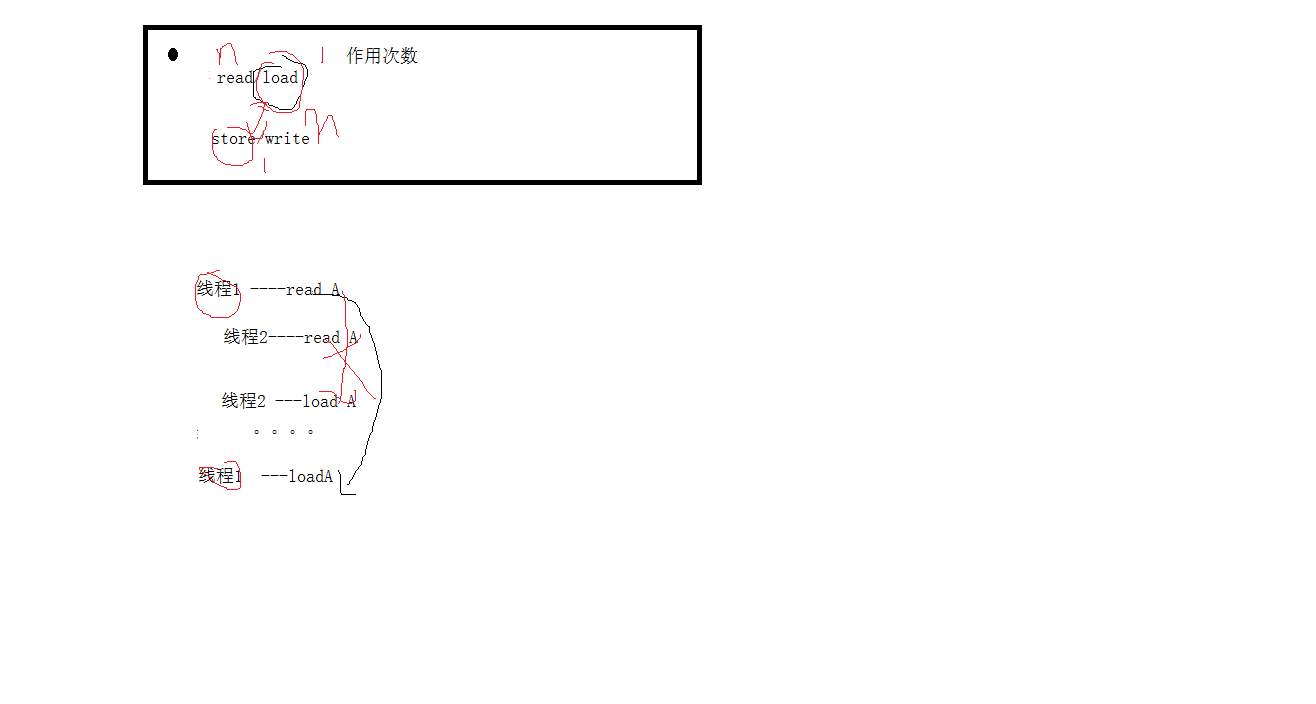 n 1 作用次数
read/load
store/write n
1
线程1 ----read A
线程2----read A
线程2 ---load A
。。。。
线程1 ---loadA